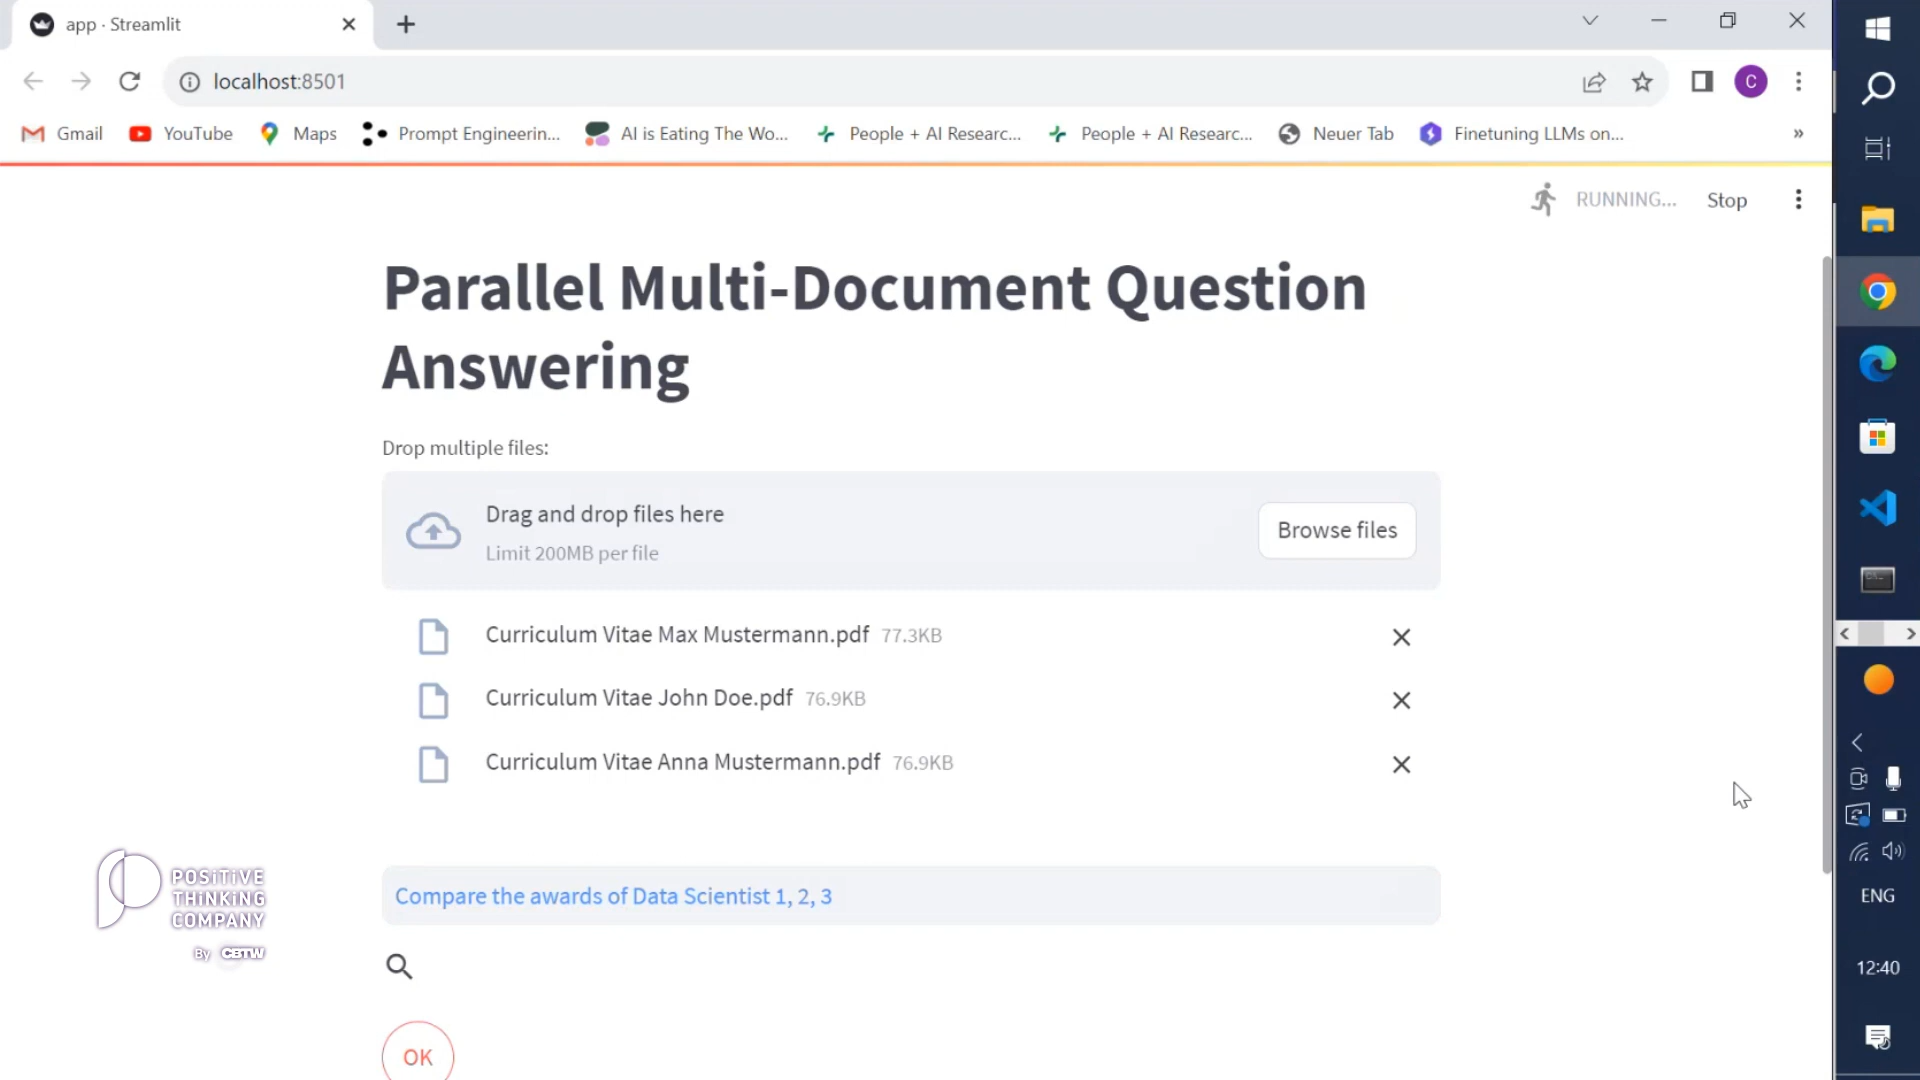 app · Streamlit
localhost:8501
C
Gmail
YouTube
Maps
Prompt Engineerin...
AI is Eating The Wo...
People + AI Researc...
People + AI Researc...
Neuer Tab
Finetuning LLMs on...
»
RUNNING...
Stop
Parallel Multi-Document Question
Answering
Drop multiple files:
Drag and drop files here
Limit 200MB per file
Browse files
Curriculum Vitae Max Mustermann.pdf 77.3KB
Curriculum Vitae John Doe.pdf 76.9KB
Curriculum Vitae Anna Mustermann.pdf 76.9KB
Compare the awards of Data Scientist 1, 2, 3
OK
POSiTiVE
THiNKiNG
COMPANY
By CBTW
ENG
12:40